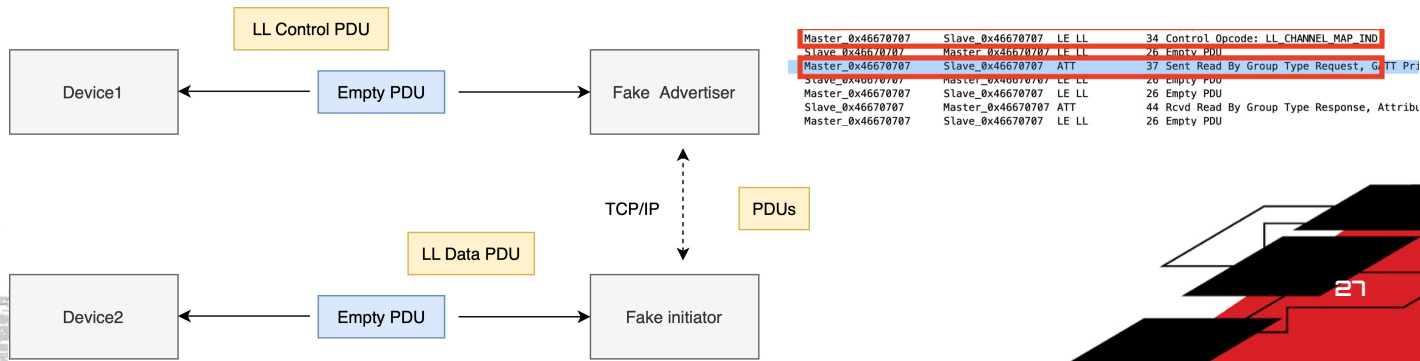 LL Control PDU
Device1
Empty PDU
Fake Advertiser
Master_0x46670707 Slave_0x46670707 LE LL 34 Control Opcode: LL_CHANNEL_MAP_IND
Slave_0x46670707 Master_0x46670707 LE LL 26 Empty PDU
Master_0x46670707 Slave_0x46670707 ATT 37 Sent Read By Group Type Request, GATT Pri
Slave_0x46670707 Master_0x46670707 LE LL 26 Empty PDU
Master_0x46670707 Slave_0x46670707 LE LL 26 Empty PDU
Slave_0x46670707 Master_0x46670707 ATT 44 Rcvd Read By Group Type Response, Attribu
Master_0x46670707 Slave_0x46670707 LE LL 26 Empty PDU
TCP/IP
PDUs
LL Data PDU
Device2
Empty PDU
Fake initiator
27